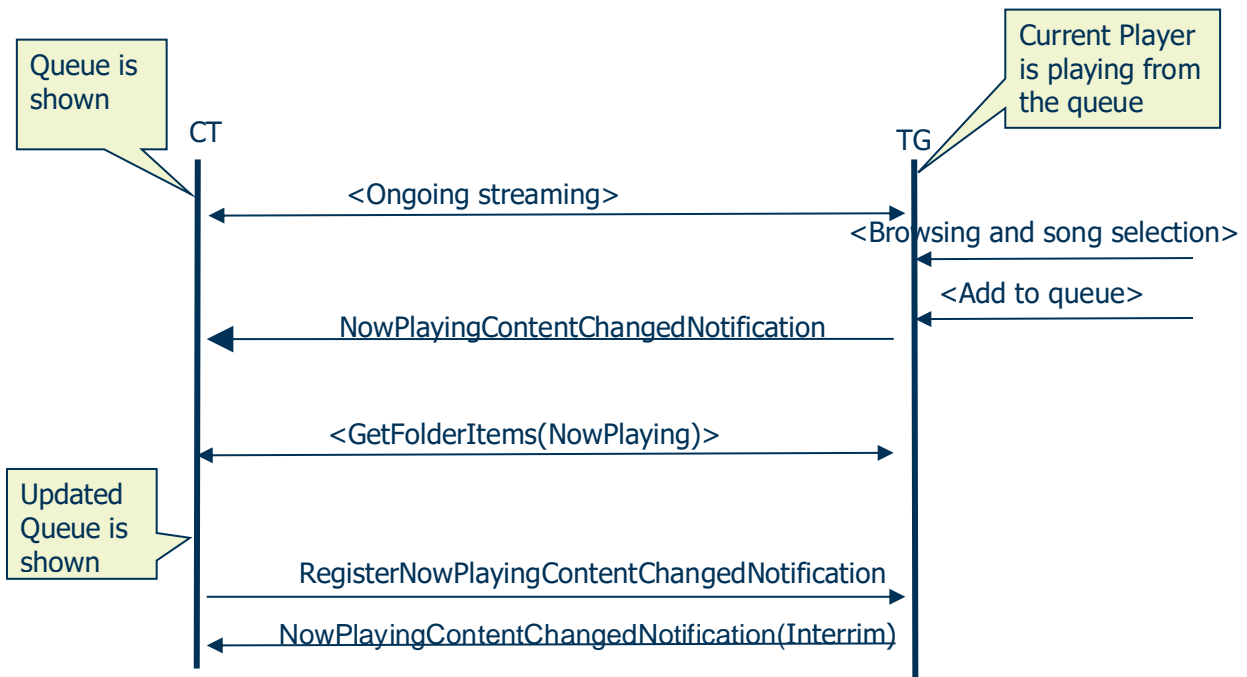 Queue is
shown
Current Player
is playing from
the queue
CT
TG
<Ongoing streaming>
<Browsing and song selection>
<Add to queue>
NowPlayingContentChangedNotification
<GetFolderItems(NowPlaying)>
Updated
Queue is
shown
RegisterNowPlayingContentChangedNotification
NowPlayingContentChangedNotification(Interrim)